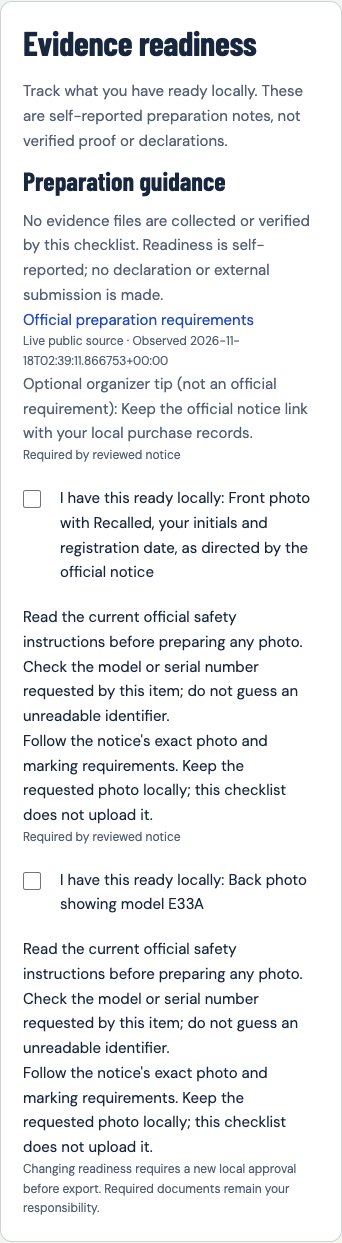 Evidence readiness
Track what you have ready locally. These
are self-reported preparation notes, not
verified proof or declarations.
Preparation guidance
No evidence files are collected or verified
by this checklist. Readiness is self-
reported; no declaration or external
submission is made.
Official preparation requirements
Live public source · Observed 2026-11-
18T02:39:11.866753+00:00
Optional organizer tip (not an official
requirement): Keep the official notice link
with your local purchase records.
Required by reviewed notice
I have this ready locally: Front photo
with Recalled, your initials and
registration date, as directed by the
official notice
Read the current official safety
instructions before preparing any photo.
Check the model or serial number
requested by this item; do not guess an
unreadable identifier.
Follow the notice's exact photo and
marking requirements. Keep the
requested photo locally; this checklist
does not upload it.
Required by reviewed notice
I have this ready locally: Back photo
showing model E33A
Read the current official safety
instructions before preparing any photo.
Check the model or serial number
requested by this item; do not guess an
unreadable identifier.
Follow the notice's exact photo and
marking requirements. Keep the
requested photo locally; this checklist
does not upload it.
Changing readiness requires a new local approval
before export. Required documents remain your
responsibility.